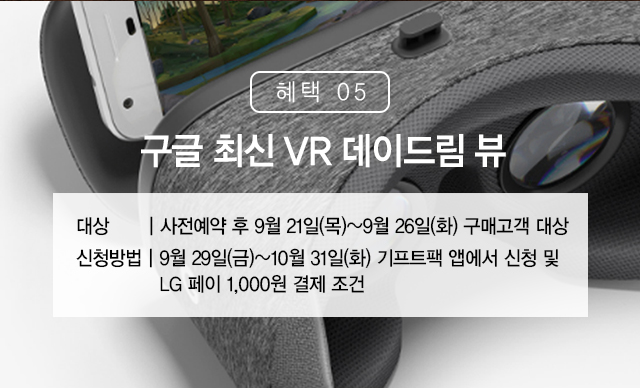 혜택 05
구글 최신 VR 데이드림 뷰
대상 | 사전예약 후 9월 21일(목)~9월 26일(화) 구매고객 대상
신청방법 | 9월 29일(금)~10월 31일(화) 기프트팩 앱에서 신청 및
LG 페이 1,000원 결제 조건